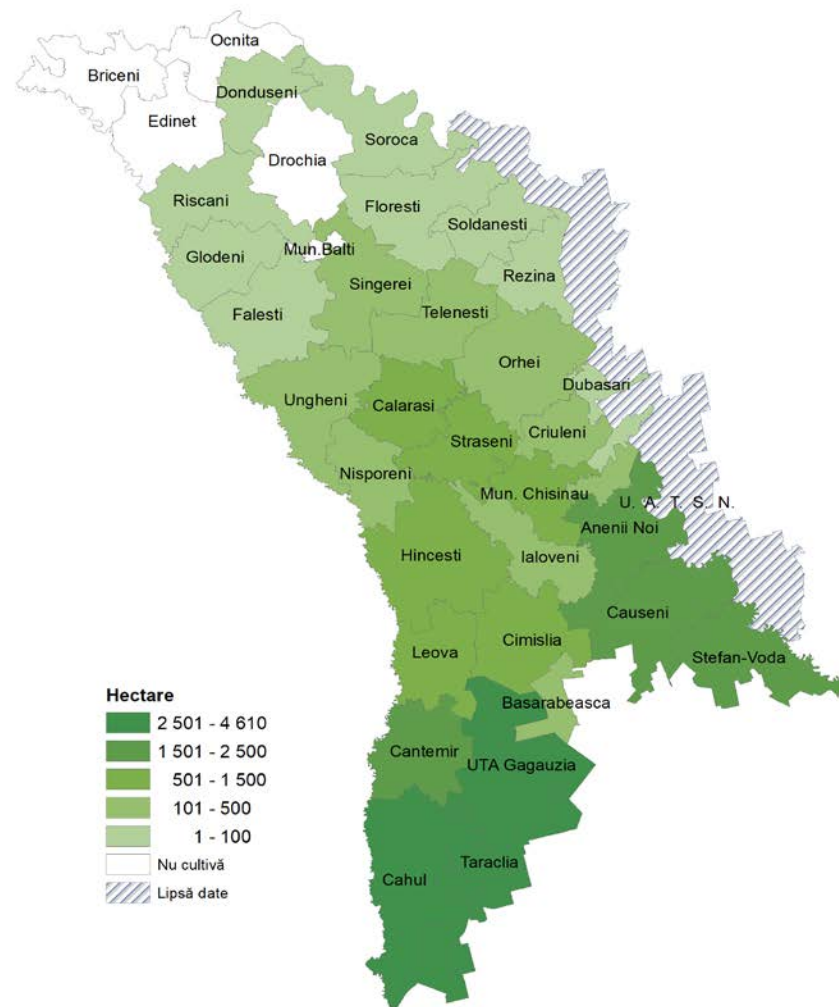 Ocnita
Briceni
Donduseni
Edinet
Soroca
Drochia
Riscani
Floresti
Soldanesti
Glodeni
Mun.Balti
Rezina
Singerei
Falesti
Telenesti
Orhei
Dubasari
Ungheni
Calarasi
Criuleni
Straseni
Nisporeni
Mun. Chisinau
U. A. T. S. N.
Anenii Noi
Hincesti
Ialoveni
Causeni
Cimislia
Leova
Stefan-Voda
Basarabeasca
Cantemir
UTA Gagauzia
Taraclia
Cahul
Hectare
2 501 - 4 610
1 501 - 2 500
501 - 1 500
101 - 500
1 - 100
Nu cultivă
Lipsă date